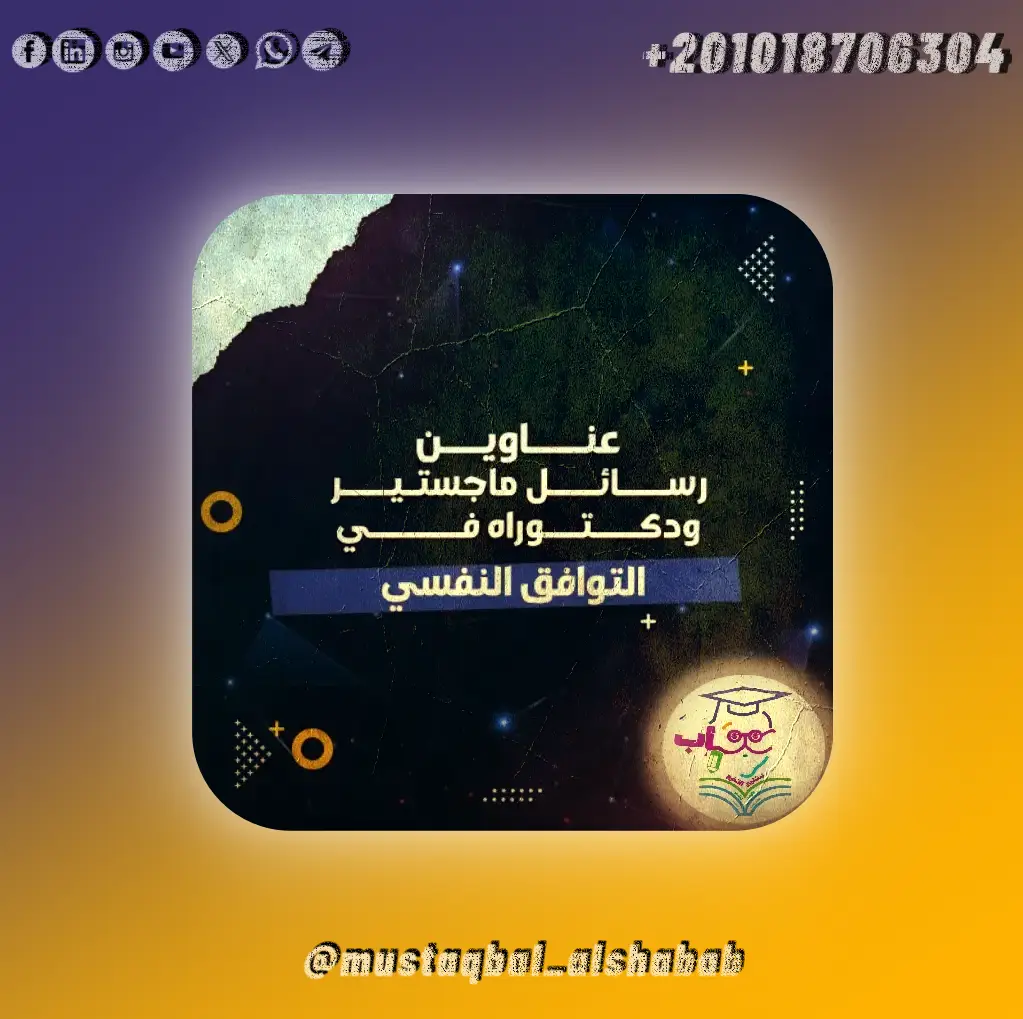 +201018706304
عناوين
رسائل ماجستير
ودكتوراه في
التوافق النفسي
@mustaqbal_alshabab